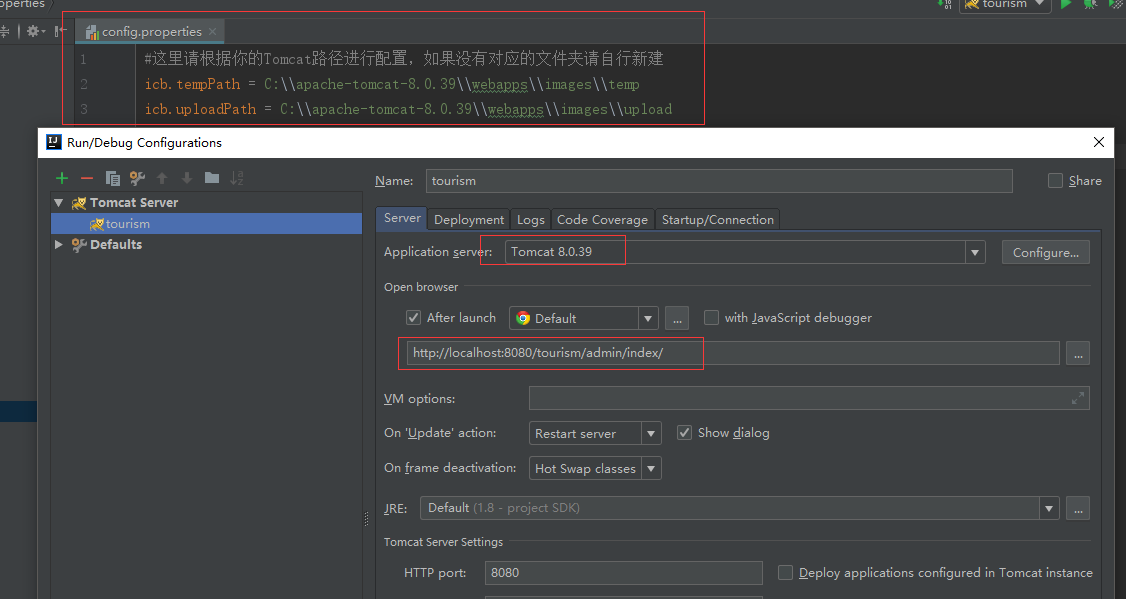 operties
tourism
config.properties
1 #这里请根据你的Tomcat路径进行配置，如果没有对应的文件夹请自行新建
2 icb.tempPath = C:\\apache-tomcat-8.0.39\\webapps\\images\\temp
3 icb.uploadPath = C:\\apache-tomcat-8.0.39\\webapps\\images\\upload
Run/Debug Configurations
Name: tourism Share
Tomcat Server
tourism
Defaults
Server Deployment Logs Code Coverage Startup/Connection
Application server: Tomcat 8.0.39 Configure...
Open browser
After launch Default ... with JavaScript debugger
http://localhost:8080/tourism/admin/index/ ...
VM options:
On 'Update' action: Restart server Show dialog
On frame deactivation: Hot Swap classes
JRE: Default (1.8 - project SDK) ...
Tomcat Server Settings
HTTP port: 8080 Deploy applications configured in Tomcat instance